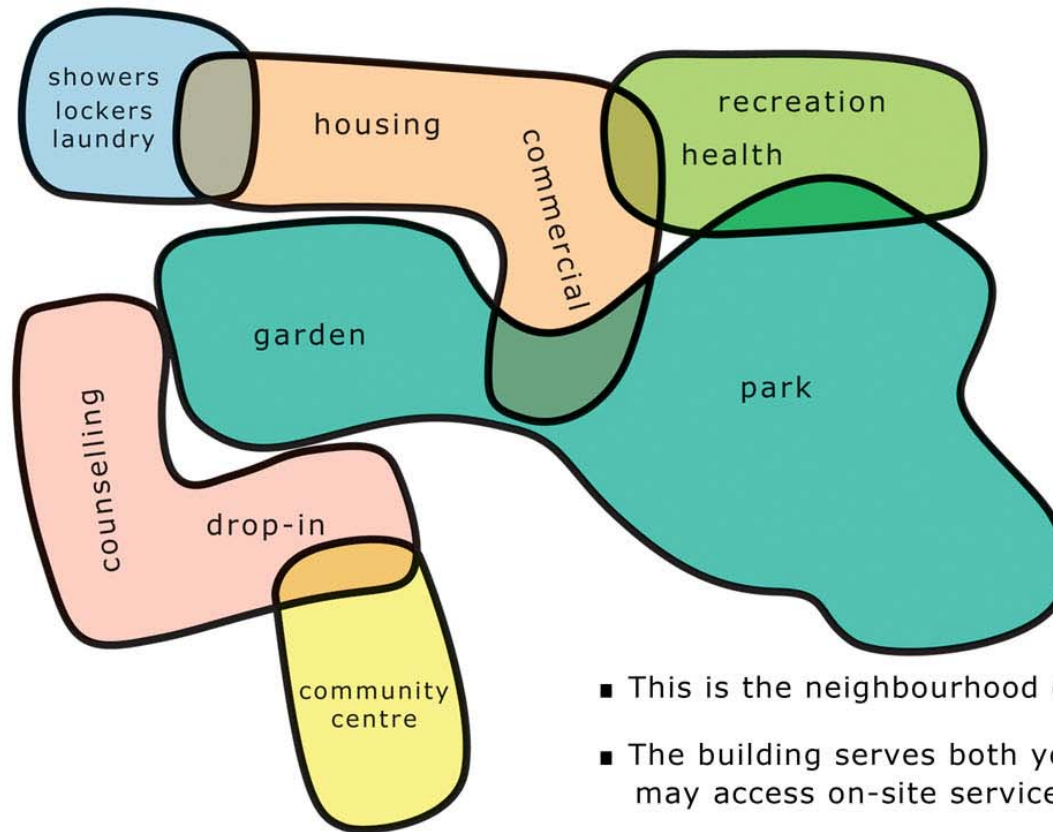 showers
lockers
laundry
housing
commercial
recreation
health
garden
park
counselling
drop-in
community
centre
▪ This is the neighbourhood
▪ The building serves both
may access on-site service